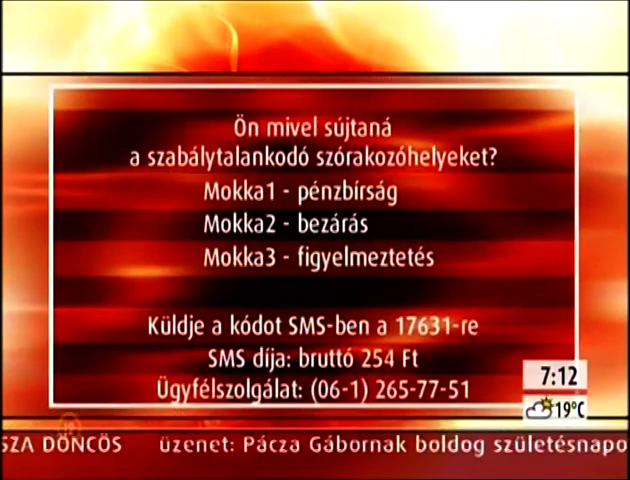 Ön mivel sújtaná
a szabálytalankodó szórakozóhelyeket?
Mokka1 - pénzbírság
Mokka2 - bezárás
Mokka3 - figyelmeztetés
Küldje a kódot SMS-ben a 17631-re
SMS díja: bruttó 254 Ft
Ügyfélszolgálat: (06-1) 265-77-51
7:12
19°C
SZA DÖNCÖS üzenet: Pácza Gábornak boldog születésnapo